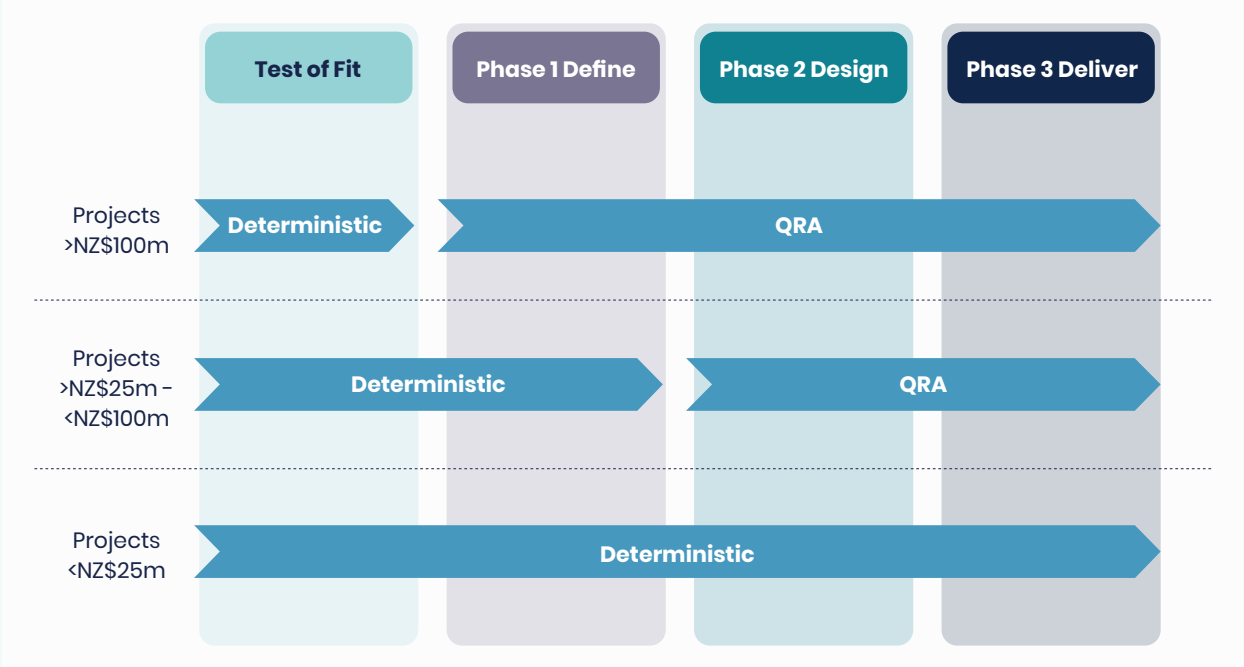 Test of Fit
Phase 1 Define
Phase 2 Design
Phase 3 Deliver
Projects
>NZ$100m
Deterministic
QRA
Projects
>NZ$25m -
<NZ$100m
Deterministic
QRA
Projects
<NZ$25m
Deterministic